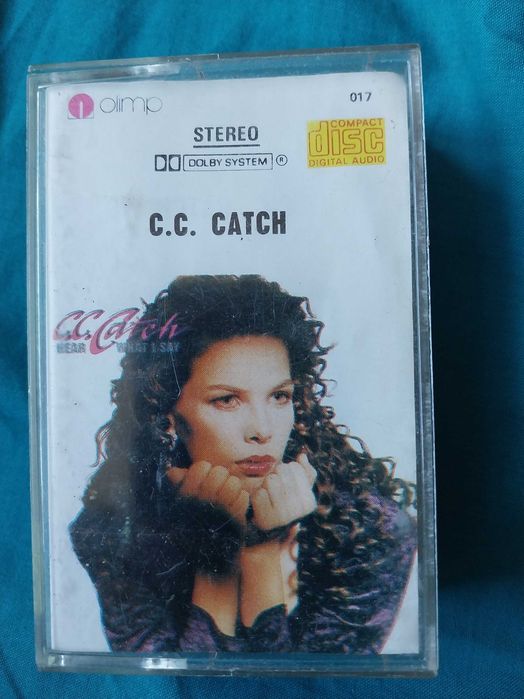 olimp
017
STEREO
COMPACT
disc
DIGITAL AUDIO
DOLBY SYSTEM ®
C.C. CATCH
C.C. Catch
HEAR WHAT I SAY